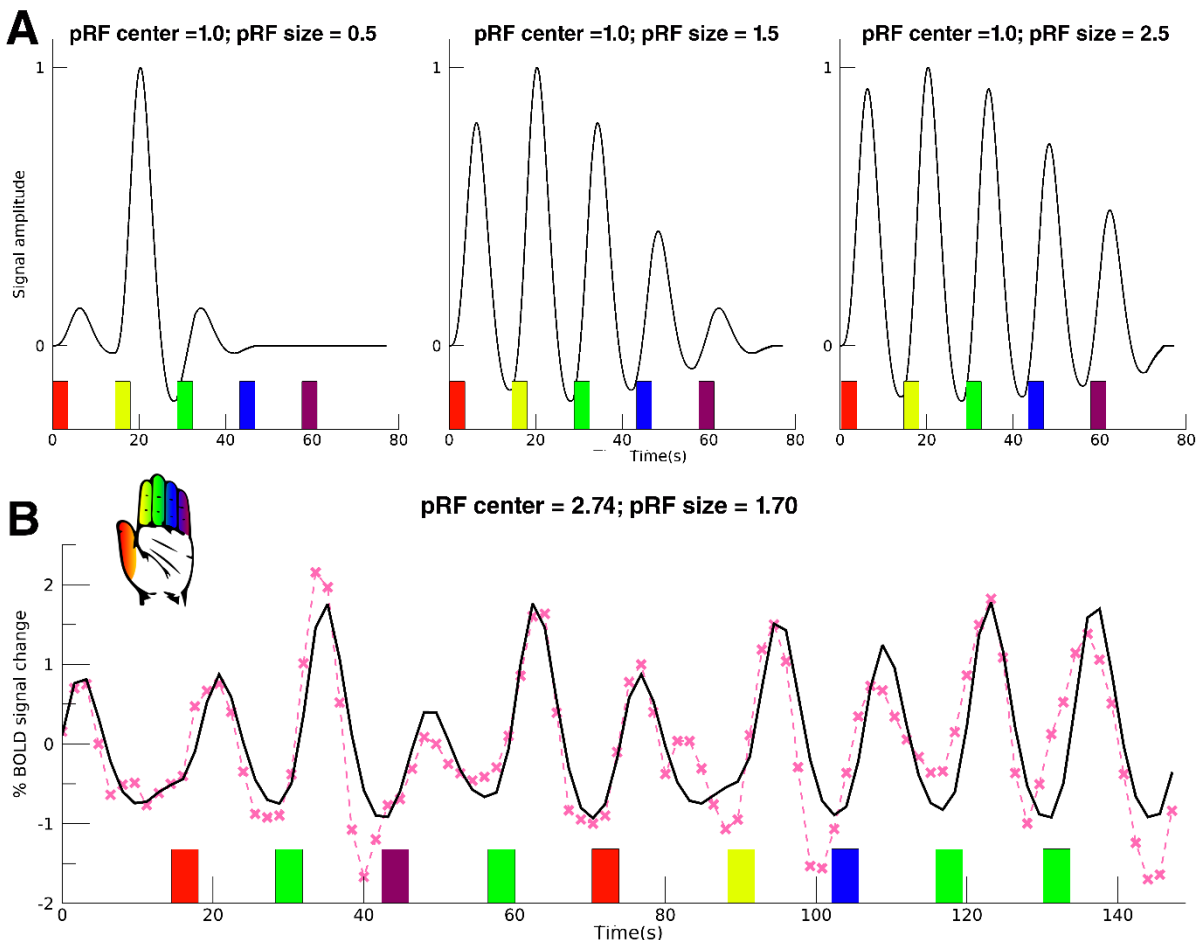 A
pRF center =1.0; pRF size = 0.5
pRF center =1.0; pRF size = 1.5
pRF center =1.0; pRF size = 2.5
1
1
1
Signal amplitude
0
0
0
0 20 40 60 80
0 20 40 60 80
0 20 40 60 80
Time(s)
B
pRF center = 2.74; pRF size = 1.70
% BOLD signal change
2
1
0
-1
-2
0 20 40 60 80 100 120 140
Time(s)